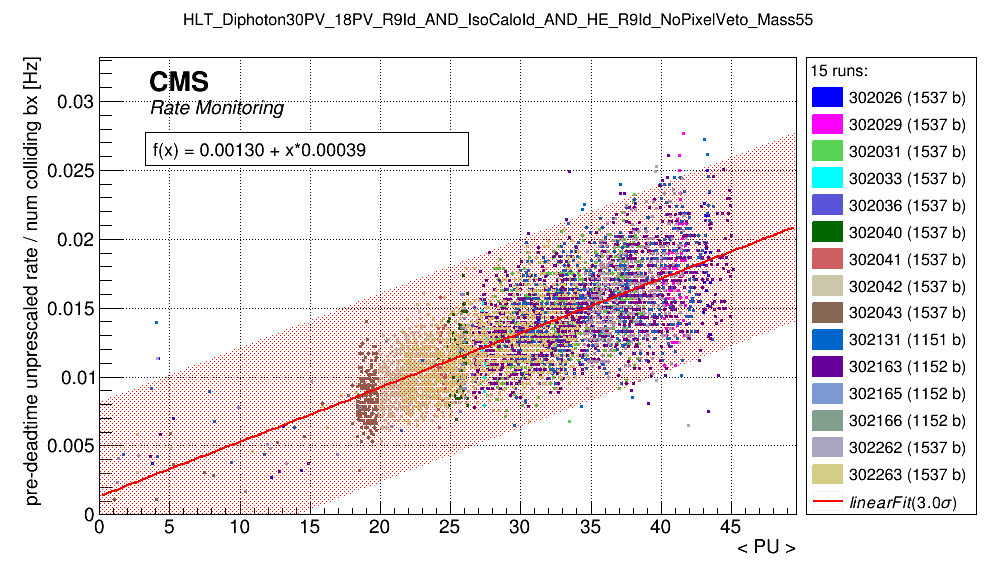 HLT_Diphoton30PV_18PV_R9Id_AND_IsoCaloId_AND_HE_R9Id_NoPixelVeto_Mass55
pre-deadtime unprescaled rate / num colliding bx [Hz]
CMS
Rate Monitoring
f(x) = 0.00130 + x*0.00039
0.03
0.025
0.02
0.015
0.01
0.005
0
0 5 10 15 20 25 30 35 40 45
< PU >
15 runs:
302026 (1537 b)
302029 (1537 b)
302031 (1537 b)
302033 (1537 b)
302036 (1537 b)
302040 (1537 b)
302041 (1537 b)
302042 (1537 b)
302043 (1537 b)
302131 (1151 b)
302163 (1152 b)
302165 (1152 b)
302166 (1152 b)
302262 (1537 b)
302263 (1537 b)
linearFit(3.0σ)